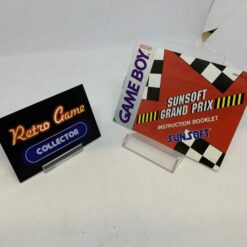 Retro Game
COLLECTOR
GAME BOY
SUNSOFT
GRAND PRIX
INSTRUCTION BOOKLET
SUNSOFT